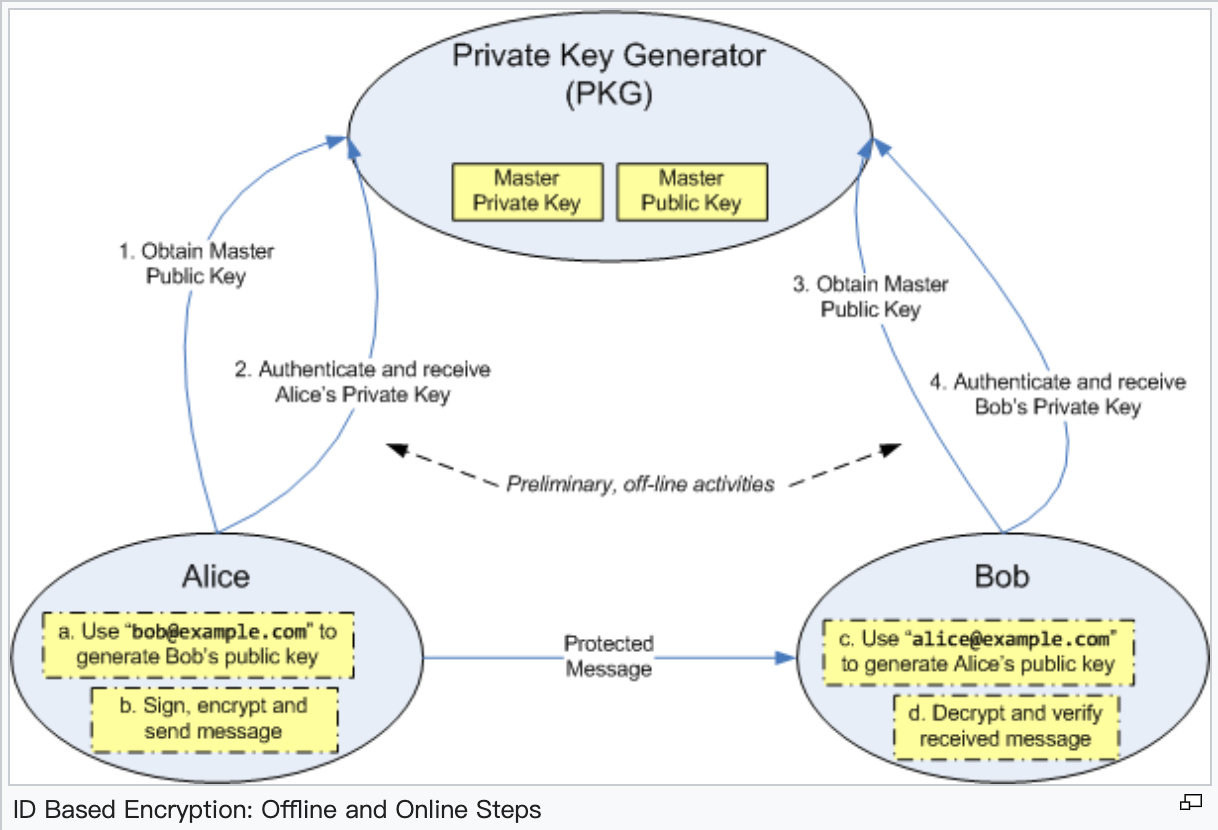 Private Key Generator
(PKG)
Master
Private Key
Master
Public Key
1. Obtain Master
Public Key
2. Authenticate and receive
Alice's Private Key
3. Obtain Master
Public Key
4. Authenticate and receive
Bob's Private Key
Preliminary, off-line activities
Alice
a. Use “bob@example.com” to
generate Bob's public key
b. Sign, encrypt and
send message
Protected
Message
Bob
c. Use “alice@example.com”
to generate Alice's public key
d. Decrypt and verify
received message
ID Based Encryption: Offline and Online Steps